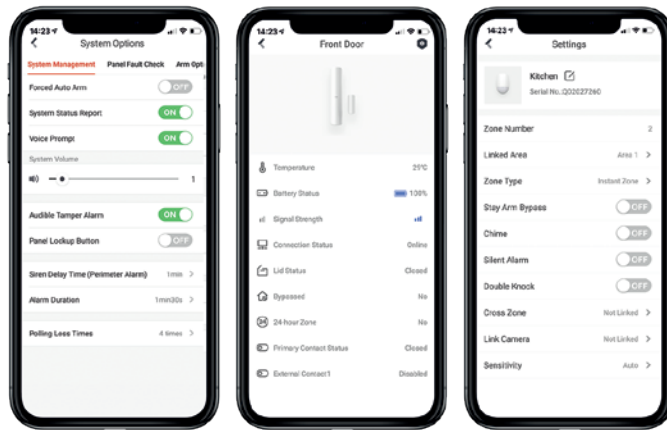 14:23
System Options
System Management Panel Fault Check Arm Opt
Forced Auto Arm OFF
System Status Report ON
Voice Prompt ON
System Volume
1
Audible Tamper Alarm ON
Panel Lockup Button OFF
Siren Delay Time (Perimeter Alarm) 1min >
Alarm Duration 1min30s >
Polling Loss Times 4 times >
14:23
Front Door
Temperature 25°C
Battery Status 100%
Signal Strength
Connection Status Online
Lid Status Closed
Bypassed No
24 24-hour Zone No
Primary Contact Status Closed
External Contact1 Disabled
14:23
Settings
Kitchen
Serial No.:Q02027260
Zone Number 2
Linked Area Area 1 >
Zone Type Instant Zone >
Stay Arm Bypass OFF
Chime OFF
Silent Alarm OFF
Double Knock OFF
Cross Zone Not Linked >
Link Camera Not Linked >
Sensitivity Auto >